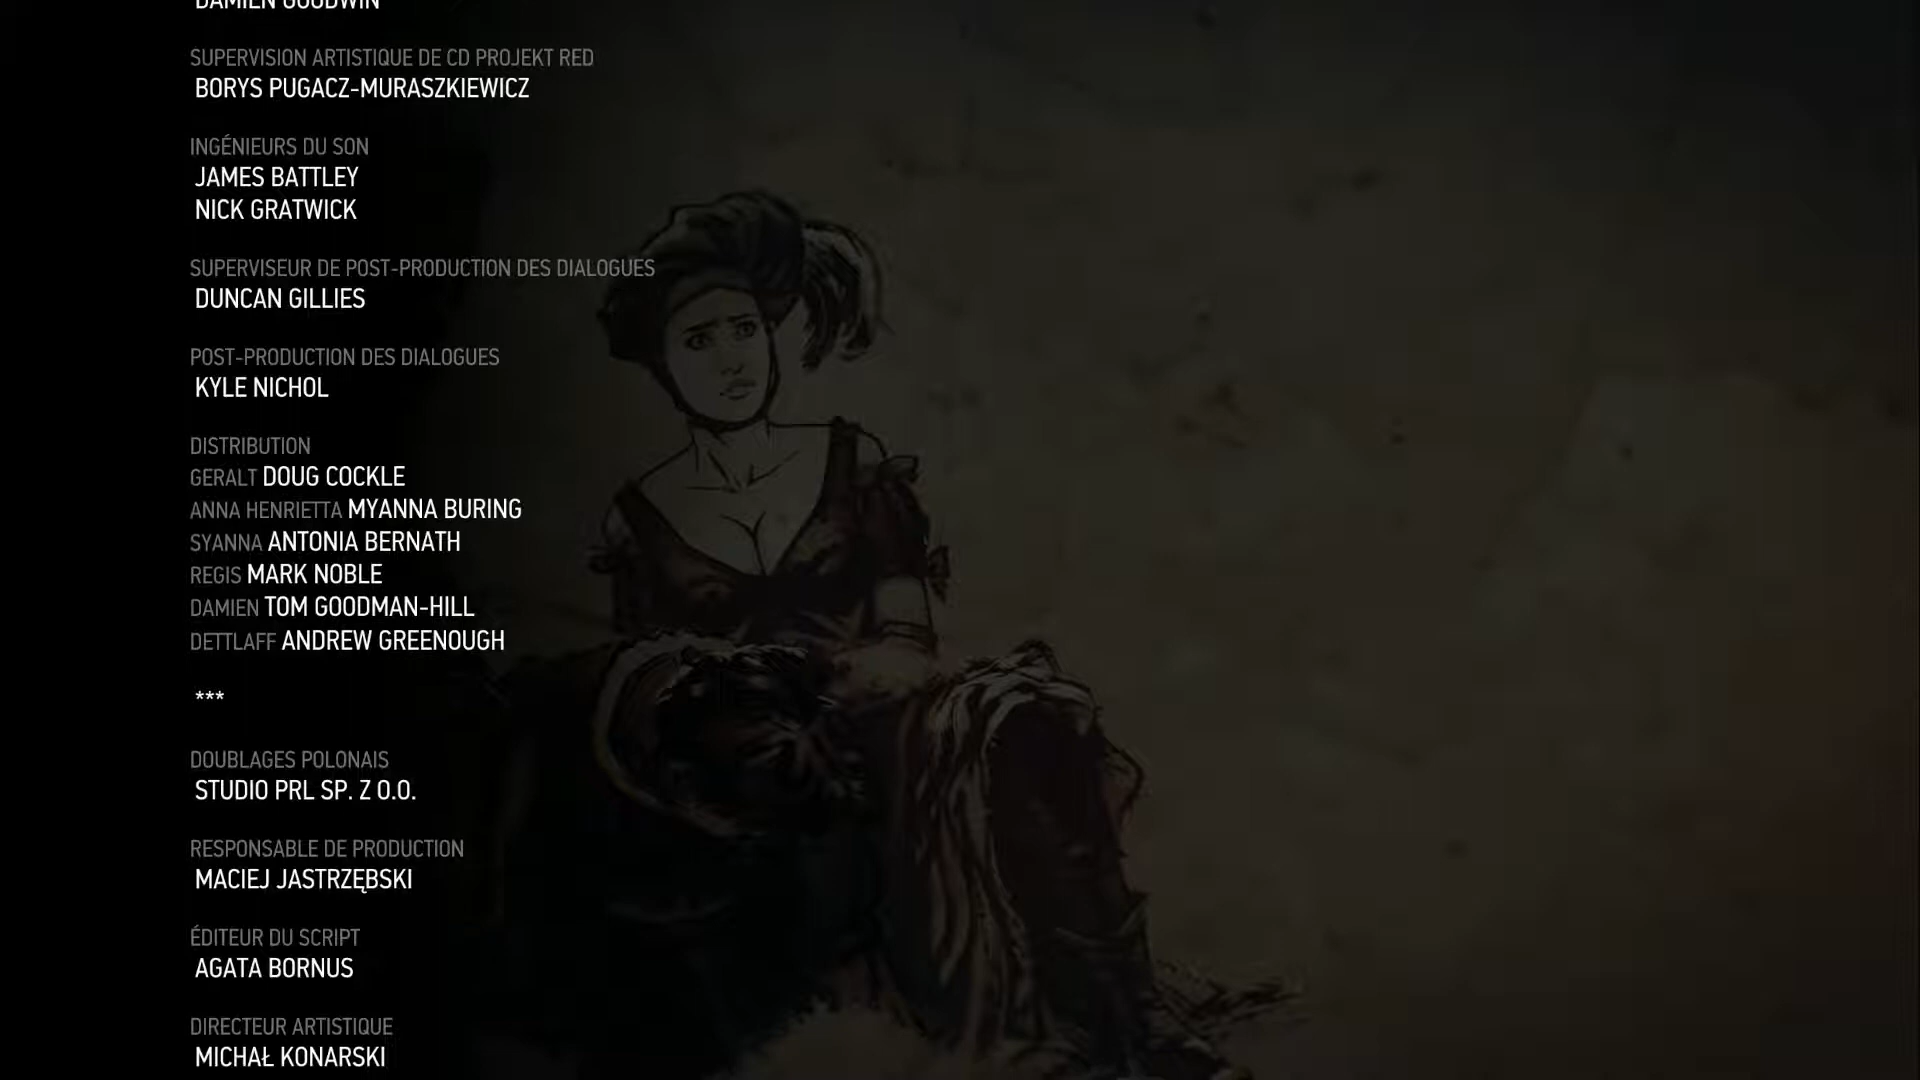 DAMIEN GOODWIN
SUPERVISION ARTISTIQUE DE CD PROJEKT RED
BORYS PUGACZ-MURASZKIEWICZ
INGÉNIEURS DU SON
JAMES BATTLEY
NICK GRATWICK
SUPERVISEUR DE POST-PRODUCTION DES DIALOGUES
DUNCAN GILLIES
POST-PRODUCTION DES DIALOGUES
KYLE NICHOL
DISTRIBUTION
GERALT DOUG COCKLE
ANNA HENRIETTA MYANNA BURING
SYANNA ANTONIA BERNATH
REGIS MARK NOBLE
DAMIEN TOM GOODMAN-HILL
DETTLAFF ANDREW GREENOUGH
***
DOUBLAGES POLONAIS
STUDIO PRL SP. Z O.O.
RESPONSABLE DE PRODUCTION
MACIEJ JASTRZĘBSKI
ÉDITEUR DU SCRIPT
AGATA BORNUS
DIRECTEUR ARTISTIQUE
MICHAŁ KONARSKI